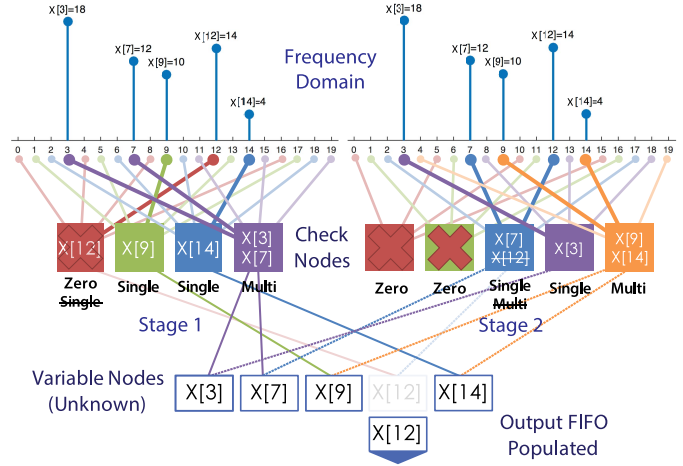 X[3]=18
X[3]=18
X[12]=14
X[12]=14
X[7]=12
X[9]=10
X[7]=12
X[9]=10
Frequency
Domain
X[14]=4
X[14]=4
0 1 2 3 4 5 6 7 8 9 10 11 12 13 14 15 16 17 18 19
0 1 2 3 4 5 6 7 8 9 10 11 12 13 14 15 16 17 18 19
X[12]
X[9]
X[14]
X[3]
X[7]
Check
Nodes
X[7]
X[12]
X[3]
X[9]
X[14]
Zero
Single
Single
Single
Multi
Zero
Zero
Single
Multi
Single
Multi
Stage 1
Stage 2
Variable Nodes
(Unknown)
X[3]
X[7]
X[9]
X[12]
X[14]
X[12]
Output FIFO
Populated